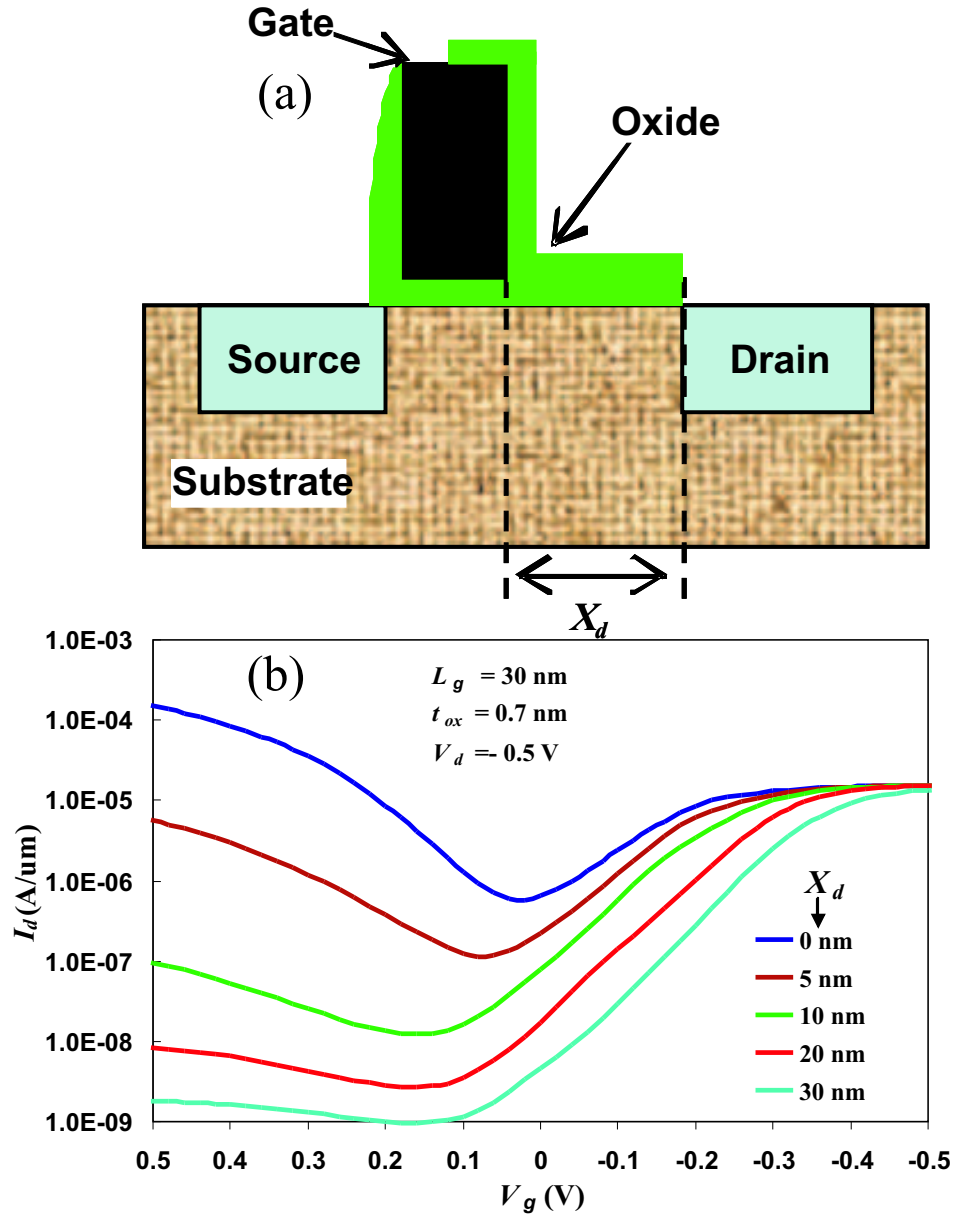 Gate
(a)
Oxide
Source
Drain
Substrate
X_d
1.0E-03
1.0E-04
1.0E-05
1.0E-06
1.0E-07
1.0E-08
1.0E-09
I_d (A/um)
(b)
L_g = 30 nm
t_ox = 0.7 nm
V_d =- 0.5 V
X_d
0 nm
5 nm
10 nm
20 nm
30 nm
0.5 0.4 0.3 0.2 0.1 0 -0.1 -0.2 -0.3 -0.4 -0.5
V_g (V)